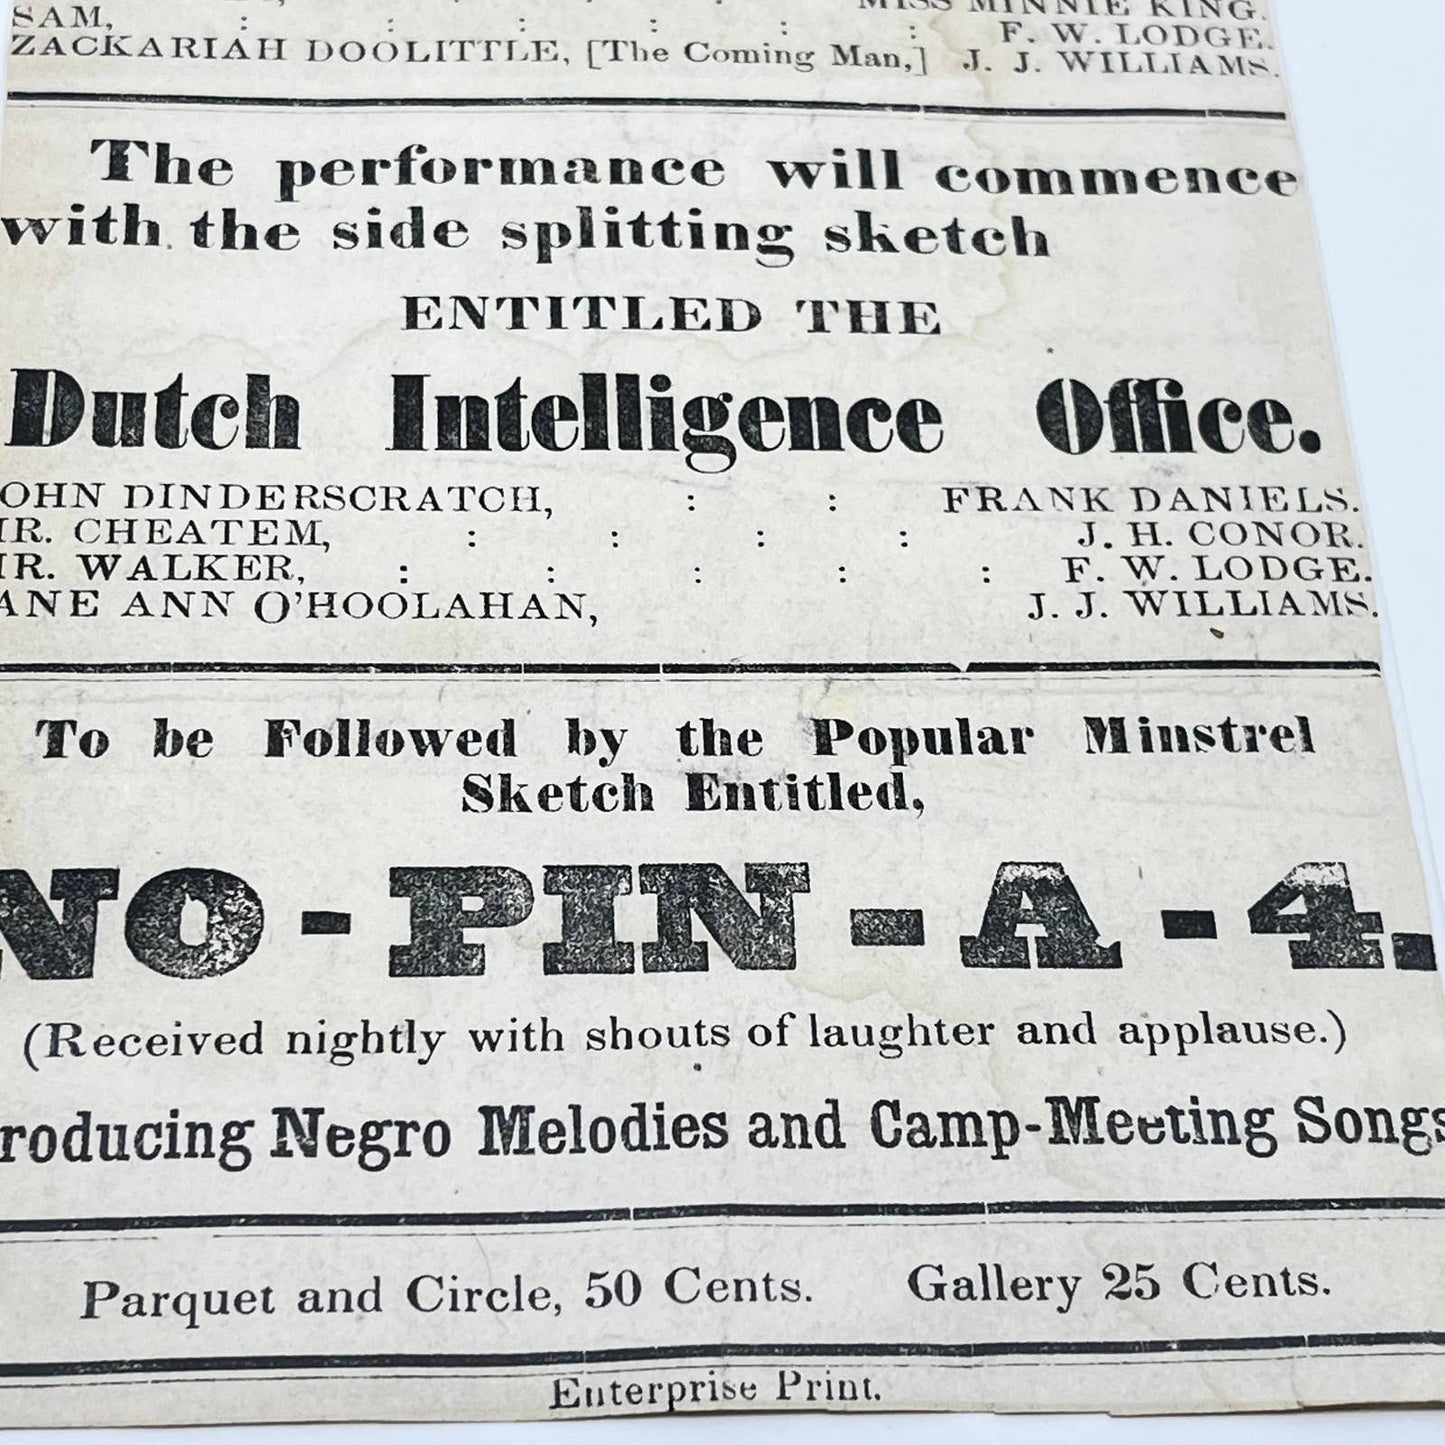 MISS MINNIE KING.
SAM, : : : : : : F. W. LODGE.
ZACKARIAH DOOLITTLE, [The Coming Man,] J. J. WILLIAMS.
The performance will commence
with the side splitting sketch
ENTITLED THE
Dutch Intelligence Office.
OHN DINDERSCRATCH, : : FRANK DANIELS.
IR. CHEATEM, : : : : J. H. CONOR.
IR. WALKER, : : : : : F. W. LODGE.
ANE ANN O'HOOLAHAN, J. J. WILLIAMS.
To be Followed by the Popular Minstrel
Sketch Entitled,
NO-PIN-A-4.
(Received nightly with shouts of laughter and applause.)
roducing Negro Melodies and Camp-Meeting Songs
Parquet and Circle, 50 Cents. Gallery 25 Cents.
Enterprise Print.